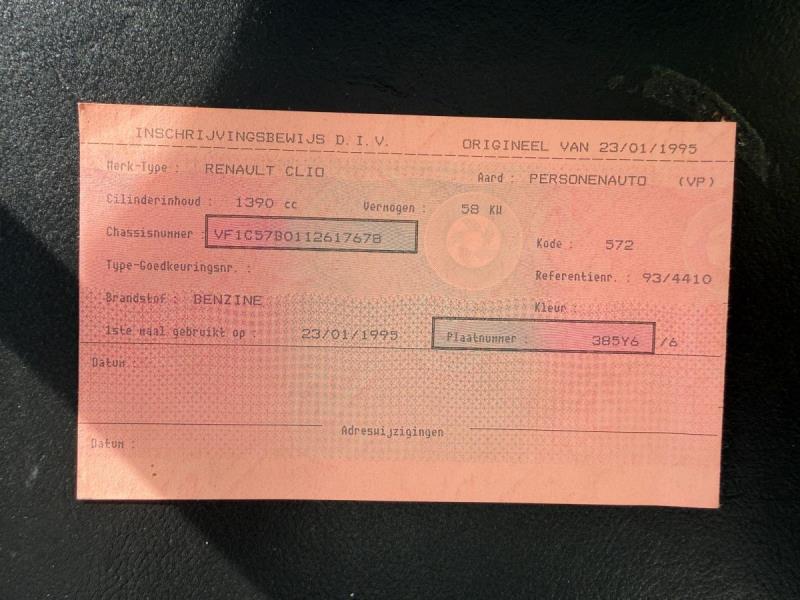 INSCHRIJVINGSBEWIJS D.I.V. ORIGINEEL VAN 23/01/1995
Merk-Type : RENAULT CLIO Aard : PERSONENAUTO (VP)
Cilinderinhoud : 1390 cc Vermogen : 58 KW
Chassisnummer : VF1C57B0112617678 Kode : 572
Type-Goedkeuringsnr. : Referentienr. : 93/4410
Brandstof : BENZINE Kleur :
1ste maal gebruikt op : 23/01/1995 Plaatnummer : 385Y6 /6
Datum :
Adreswijzigingen
Datum :